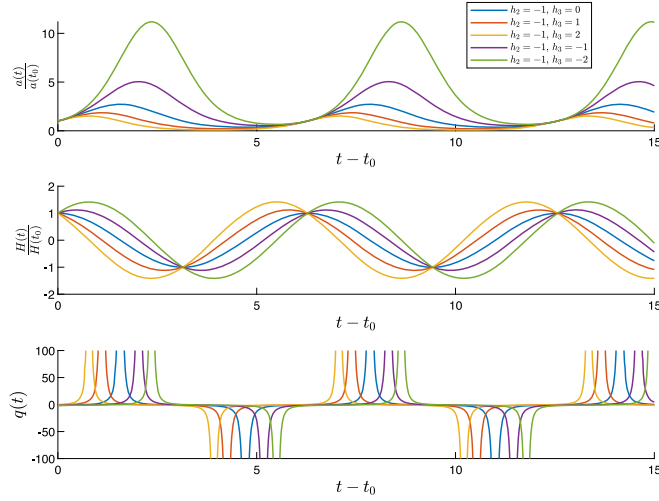 h₂ = −1, h₃ = 0
h₂ = −1, h₃ = 1
h₂ = −1, h₃ = 2
h₂ = −1, h₃ = −1
h₂ = −1, h₃ = −2
a(t)/a(t₀)
10
5
0
0 5 10 15
t − t₀
H(t)/H(t₀)
2
1
0
-1
-2
0 5 10 15
t − t₀
q(t)
100
50
0
-50
-100
0 5 10 15
t − t₀